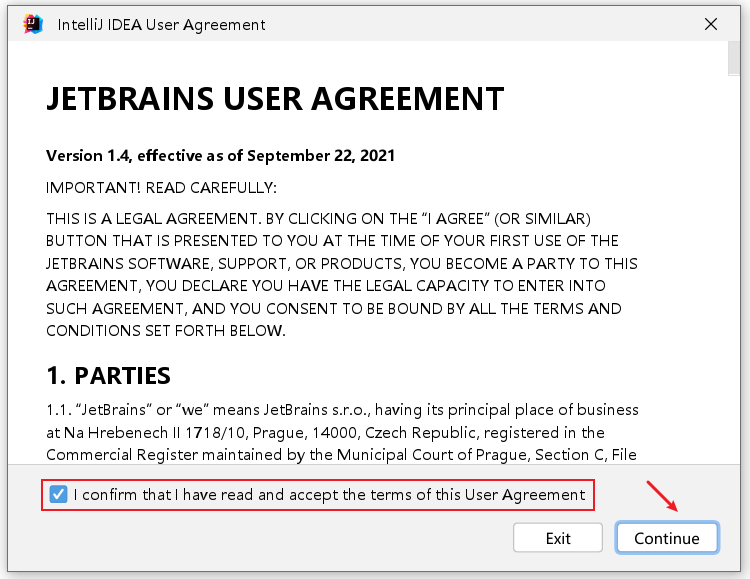 IntelliJ IDEA User Agreement
JETBRAINS USER AGREEMENT
Version 1.4, effective as of September 22, 2021
IMPORTANT! READ CAREFULLY:
THIS IS A LEGAL AGREEMENT. BY CLICKING ON THE “I AGREE” (OR SIMILAR)
BUTTON THAT IS PRESENTED TO YOU AT THE TIME OF YOUR FIRST USE OF THE
JETBRAINS SOFTWARE, SUPPORT, OR PRODUCTS, YOU BECOME A PARTY TO THIS
AGREEMENT, YOU DECLARE YOU HAVE THE LEGAL CAPACITY TO ENTER INTO
SUCH AGREEMENT, AND YOU CONSENT TO BE BOUND BY ALL THE TERMS AND
CONDITIONS SET FORTH BELOW.
1. PARTIES
1.1. “JetBrains” or “we” means JetBrains s.r.o., having its principal place of business
at Na Hrebenech II 1718/10, Prague, 14000, Czech Republic, registered in the
Commercial Register maintained by the Municipal Court of Prague, Section C, File
I confirm that I have read and accept the terms of this User Agreement
Exit
Continue